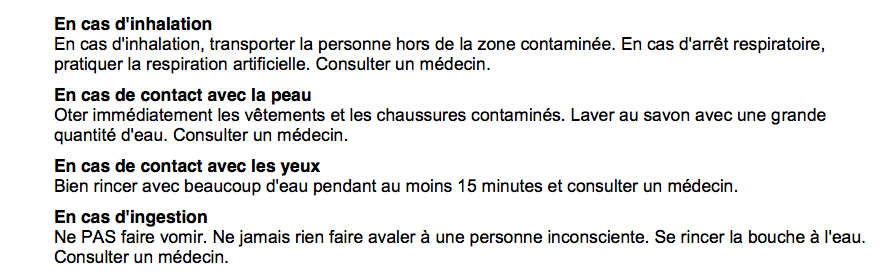 En cas d'inhalation
En cas d'inhalation, transporter la personne hors de la zone contaminée. En cas d'arrêt respiratoire,
pratiquer la respiration artificielle. Consulter un médecin.
En cas de contact avec la peau
Oter immédiatement les vêtements et les chaussures contaminés. Laver au savon avec une grande
quantité d'eau. Consulter un médecin.
En cas de contact avec les yeux
Bien rincer avec beaucoup d'eau pendant au moins 15 minutes et consulter un médecin.
En cas d'ingestion
Ne PAS faire vomir. Ne jamais rien faire avaler à une personne inconsciente. Se rincer la bouche à l'eau.
Consulter un médecin.